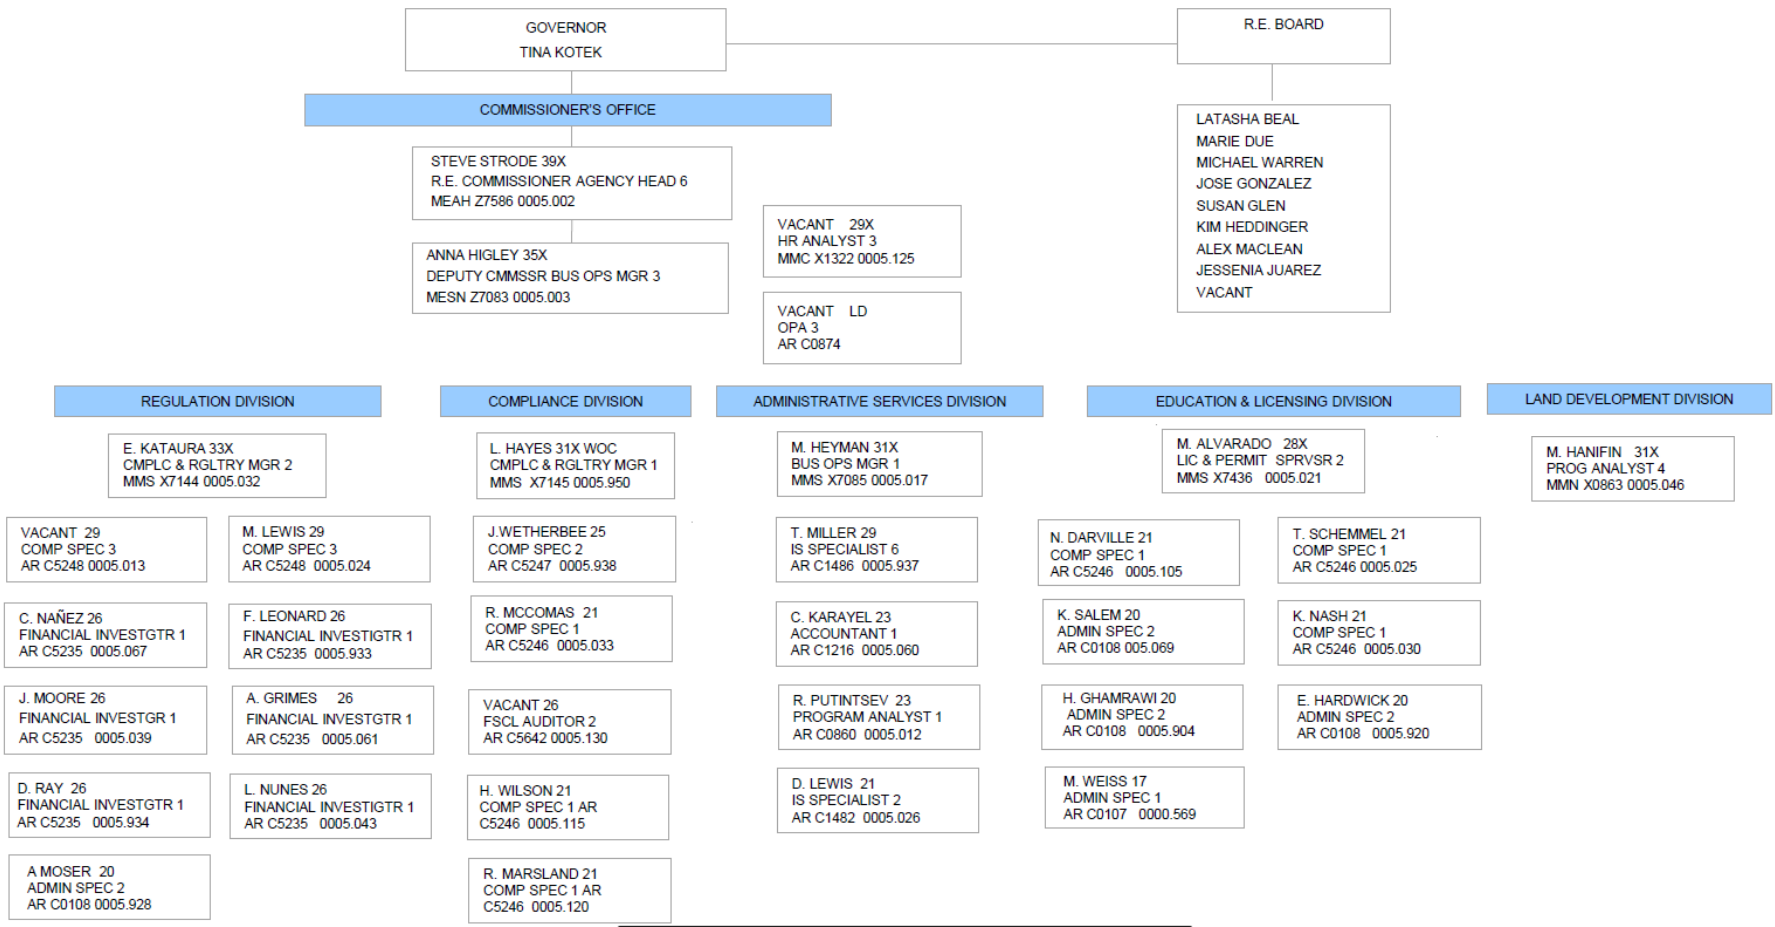 GOVERNOR
TINA KOTEK
R.E. BOARD
COMMISSIONER'S OFFICE
STEVE STRODE 39X
R.E. COMMISSIONER AGENCY HEAD 6
MEAH Z7586 0005.002
ANNA HIGLEY 35X
DEPUTY CMMSSR BUS OPS MGR 3
MESN Z7083 0005.003
VACANT 29X
HR ANALYST 3
MMC X1322 0005.125
VACANT LD
OPA 3
AR C0874
LATASHA BEAL
MARIE DUE
MICHAEL WARREN
JOSE GONZALEZ
SUSAN GLEN
KIM HEDDINGER
ALEX MACLEAN
JESSENIA JUAREZ
VACANT
REGULATION DIVISION
E. KATAURA 33X
CMPLC & RGLTRY MGR 2
MMS X7144 0005.032
VACANT 29
COMP SPEC 3
AR C5248 0005.013
M. LEWIS 29
COMP SPEC 3
AR C5248 0005.024
C. NAÑEZ 26
FINANCIAL INVESTGTR 1
AR C5235 0005.067
F. LEONARD 26
FINANCIAL INVESTIGTR 1
AR C5235 0005.933
J. MOORE 26
FINANCIAL INVESTGR 1
AR C5235 0005.039
A. GRIMES 26
FINANCIAL INVESTGTR 1
AR C5235 0005.061
D. RAY 26
FINANCIAL INVESTGTR 1
AR C5235 0005.934
L. NUNES 26
FINANCIAL INVESTIGTR 1
AR C5235 0005.043
A MOSER 20
ADMIN SPEC 2
AR C0108 0005.928
COMPLIANCE DIVISION
L. HAYES 31X WOC
CMPLC & RGLTRY MGR 1
MMS X7145 0005.950
J.WETHERBEE 25
COMP SPEC 2
AR C5247 0005.938
R. MCCOMAS 21
COMP SPEC 1
AR C5246 0005.033
VACANT 26
FSCL AUDITOR 2
AR C5642 0005.130
H. WILSON 21
COMP SPEC 1 AR
C5246 0005.115
R. MARSLAND 21
COMP SPEC 1 AR
C5246 0005.120
ADMINISTRATIVE SERVICES DIVISION
M. HEYMAN 31X
BUS OPS MGR 1
MMS X7085 0005.017
T. MILLER 29
IS SPECIALIST 6
AR C1486 0005.937
C. KARAYEL 23
ACCOUNTANT 1
AR C1216 0005.060
R. PUTINTSEV 23
PROGRAM ANALYST 1
AR C0860 0005.012
D. LEWIS 21
IS SPECIALIST 2
AR C1482 0005.026
EDUCATION & LICENSING DIVISION
M. ALVARADO 28X
LIC & PERMIT SPRVSR 2
MMS X7436 0005.021
N. DARVILLE 21
COMP SPEC 1
AR C5246 0005.105
T. SCHEMMEL 21
COMP SPEC 1
AR C5246 0005.025
K. SALEM 20
ADMIN SPEC 2
AR C0108 005.069
K. NASH 21
COMP SPEC 1
AR C5246 0005.030
H. GHAMRAWI 20
ADMIN SPEC 2
AR C0108 0005.904
E. HARDWICK 20
ADMIN SPEC 2
AR C0108 0005.920
M. WEISS 17
ADMIN SPEC 1
AR C0107 0000.569
LAND DEVELOPMENT DIVISION
M. HANIFIN 31X
PROG ANALYST 4
MMN X0863 0005.046